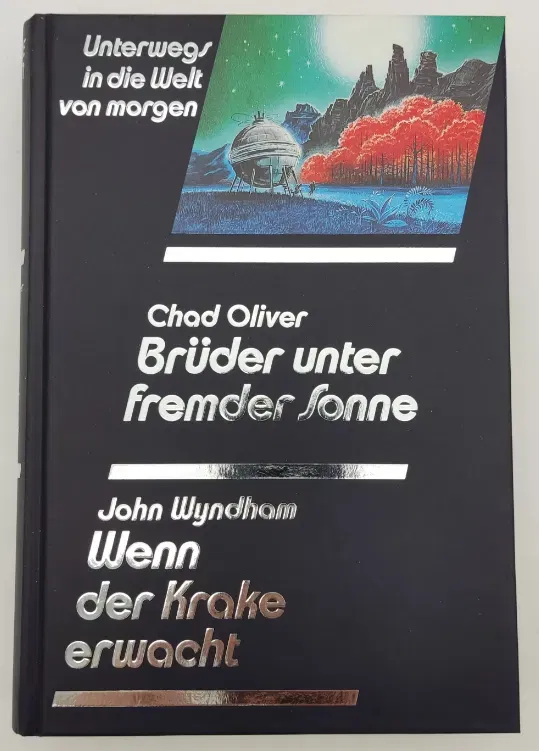 Unterwegs
in die Welt
von morgen
Chad Oliver
Brüder unter
fremder Sonne
John Wyndham
Wenn
der Krake
erwacht